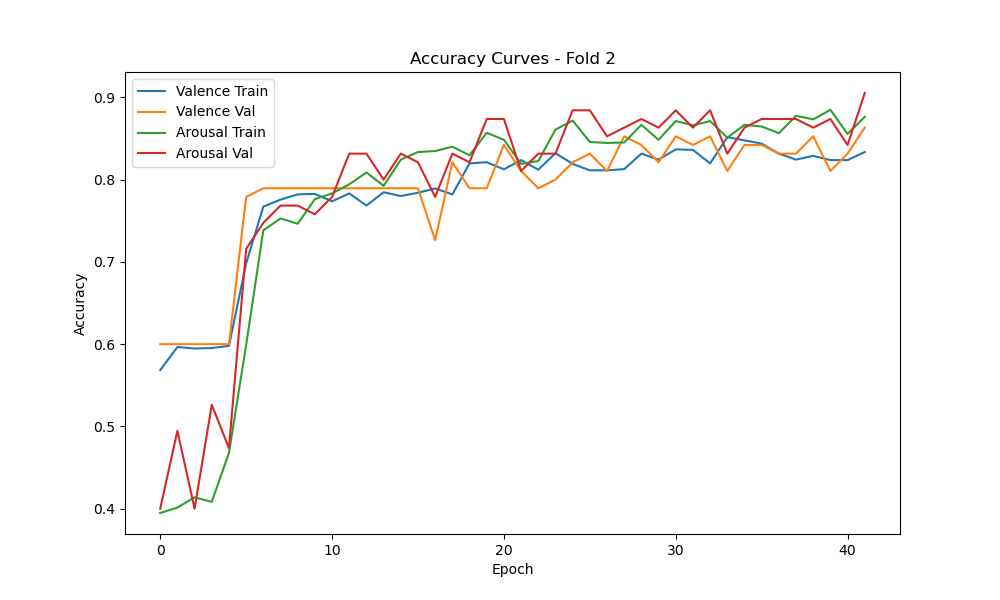 Accuracy Curves - Fold 2
Valence Train
Valence Val
Arousal Train
Arousal Val
0.9
0.8
0.7
0.6
0.5
0.4
Accuracy
0 10 20 30 40
Epoch